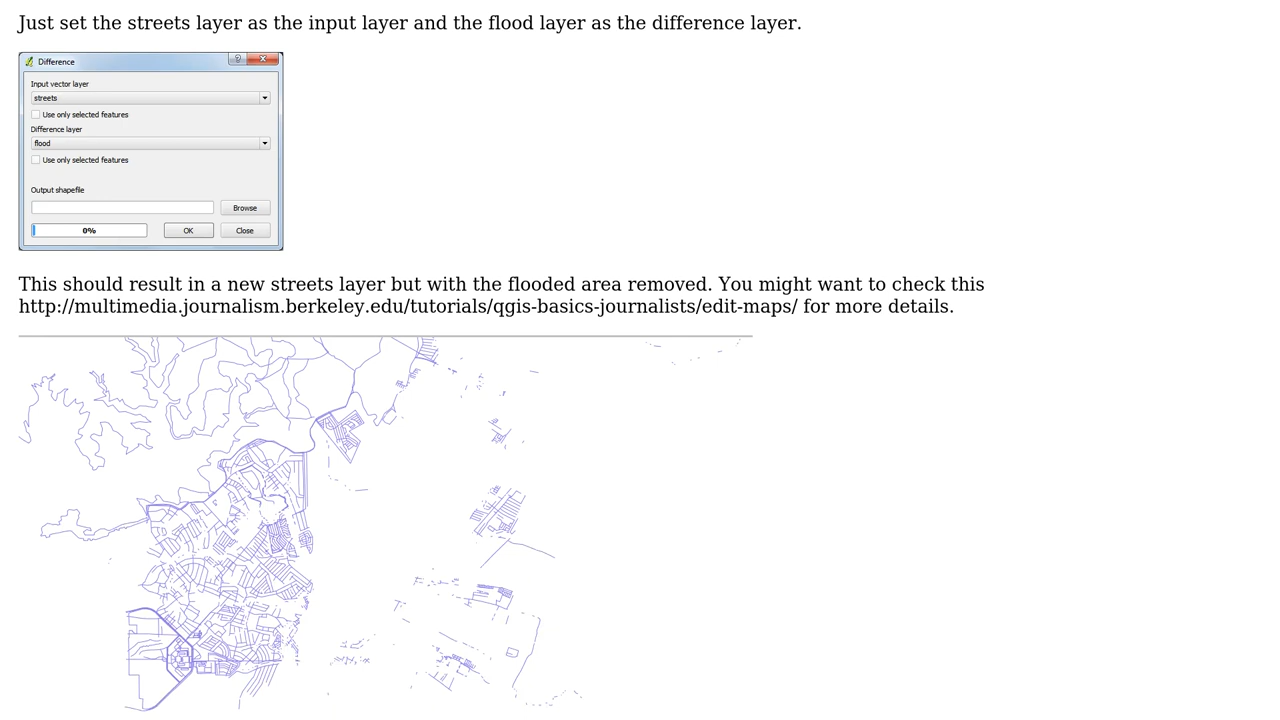 Just set the streets layer as the input layer and the flood layer as the difference layer.
Difference
?
Input vector layer
streets
Use only selected features
Difference layer
flood
Use only selected features
Output shapefile
Browse
0%
OK
Close
This should result in a new streets layer but with the flooded area removed. You might want to check this
http://multimedia.journalism.berkeley.edu/tutorials/qgis-basics-journalists/edit-maps/ for more details.